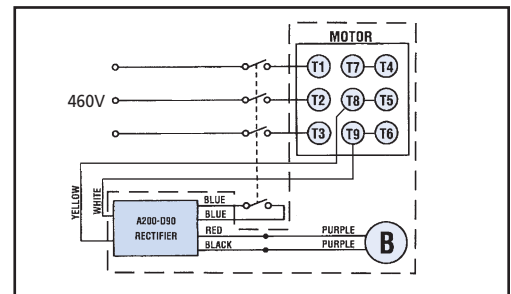 MOTOR
T1 T7 T4
460V T2 T8 T5
T3 T9 T6
YELLOW
WHITE
A200-D90
RECTIFIER
BLUE
BLUE
RED PURPLE
BLACK PURPLE
B